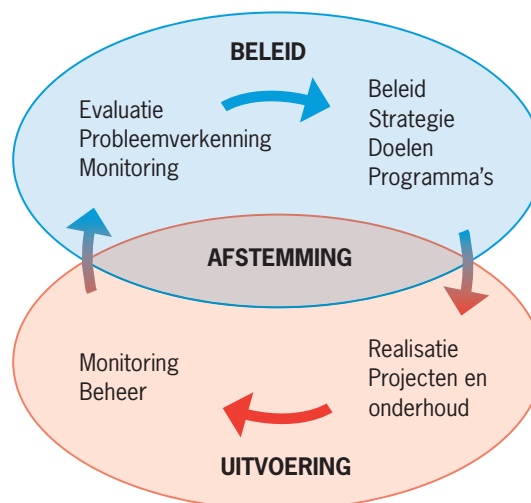 BELEID
Evaluatie
Probleemverkenning
Monitoring
Beleid
Strategie
Doelen
Programma's
AFSTEMMING
Monitoring
Beheer
Realisatie
Projecten en
onderhoud
UITVOERING